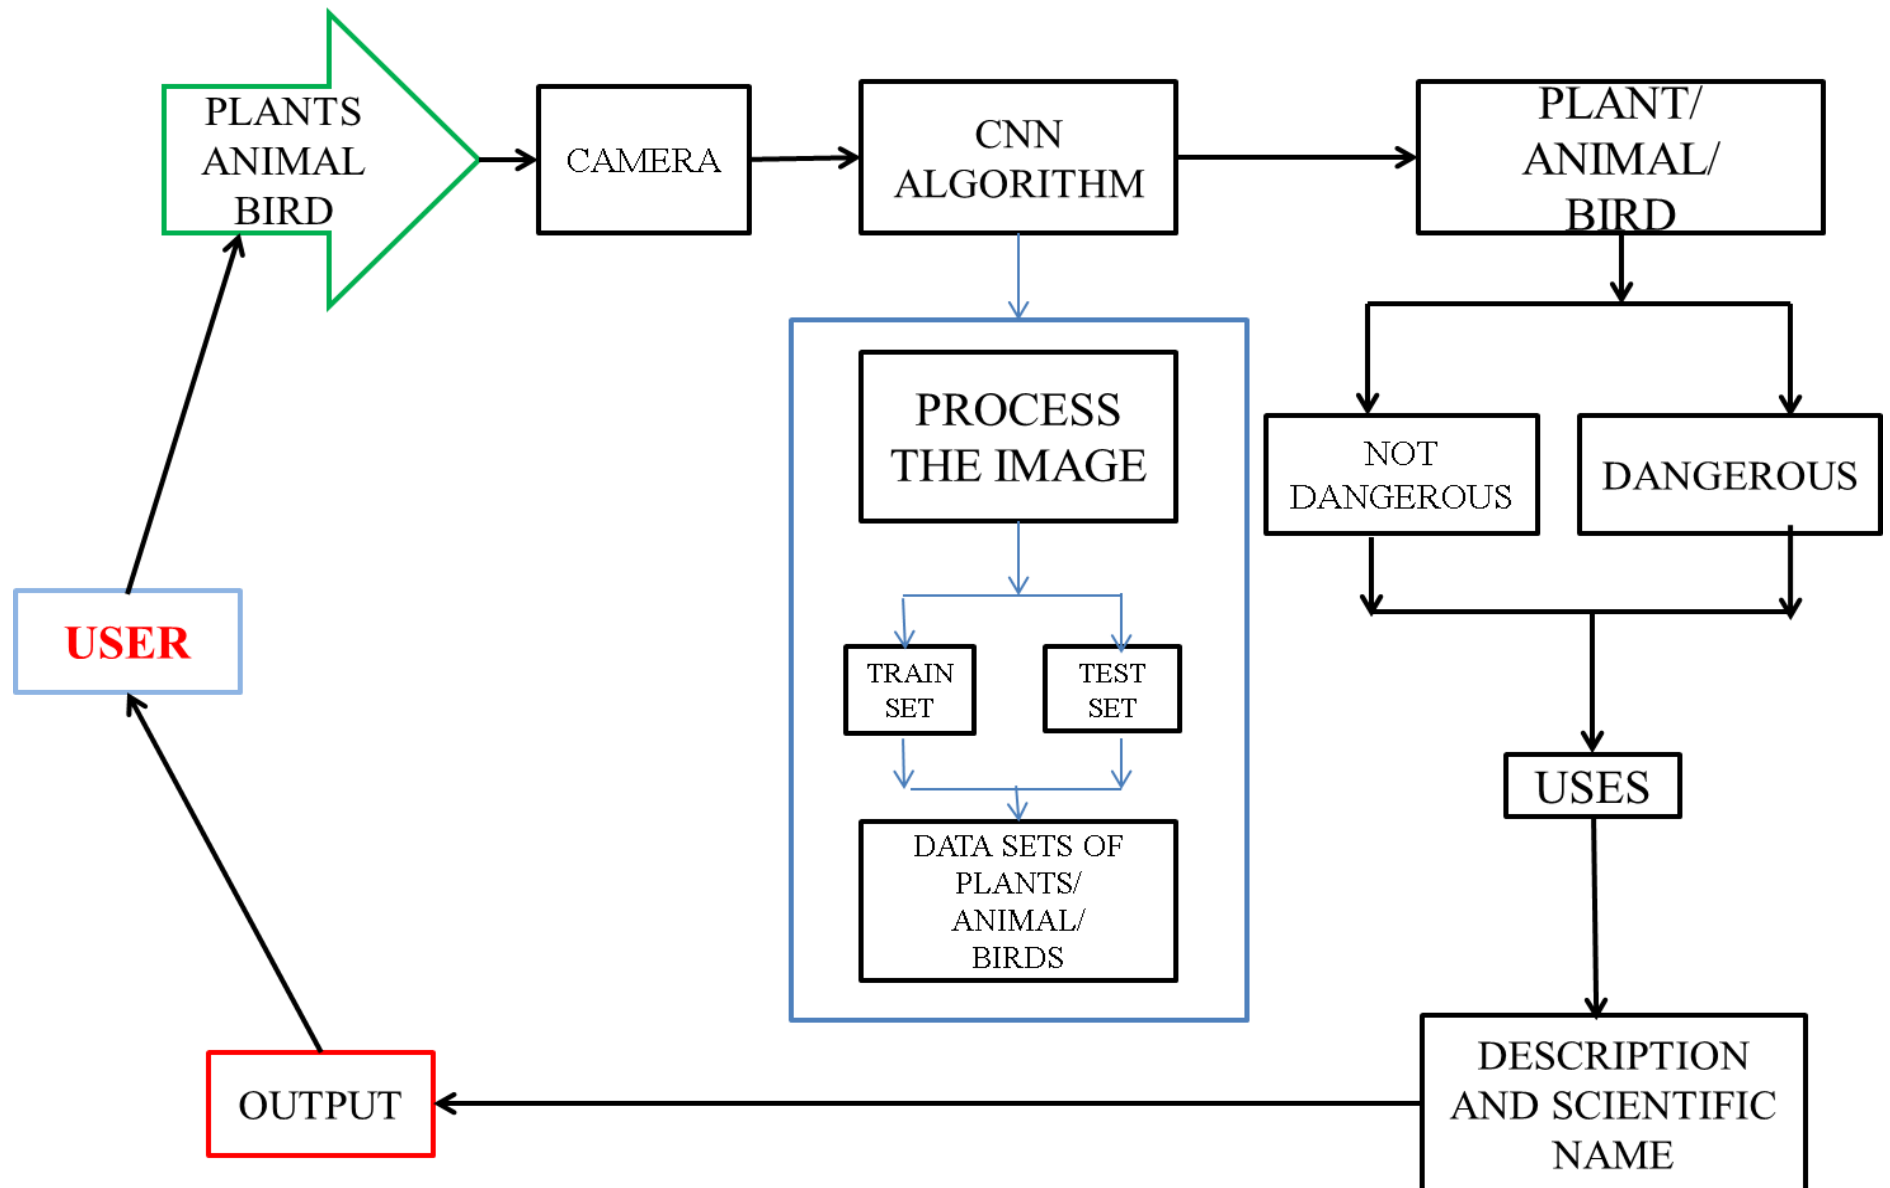 PLANTS
ANIMAL
BIRD
CAMERA
CNN
ALGORITHM
PLANT/
ANIMAL/
BIRD
PROCESS
THE IMAGE
NOT
DANGEROUS
DANGEROUS
USER
TRAIN
SET
TEST
SET
USES
DATA SETS OF
PLANTS/
ANIMAL/
BIRDS
OUTPUT
DESCRIPTION
AND SCIENTIFIC
NAME